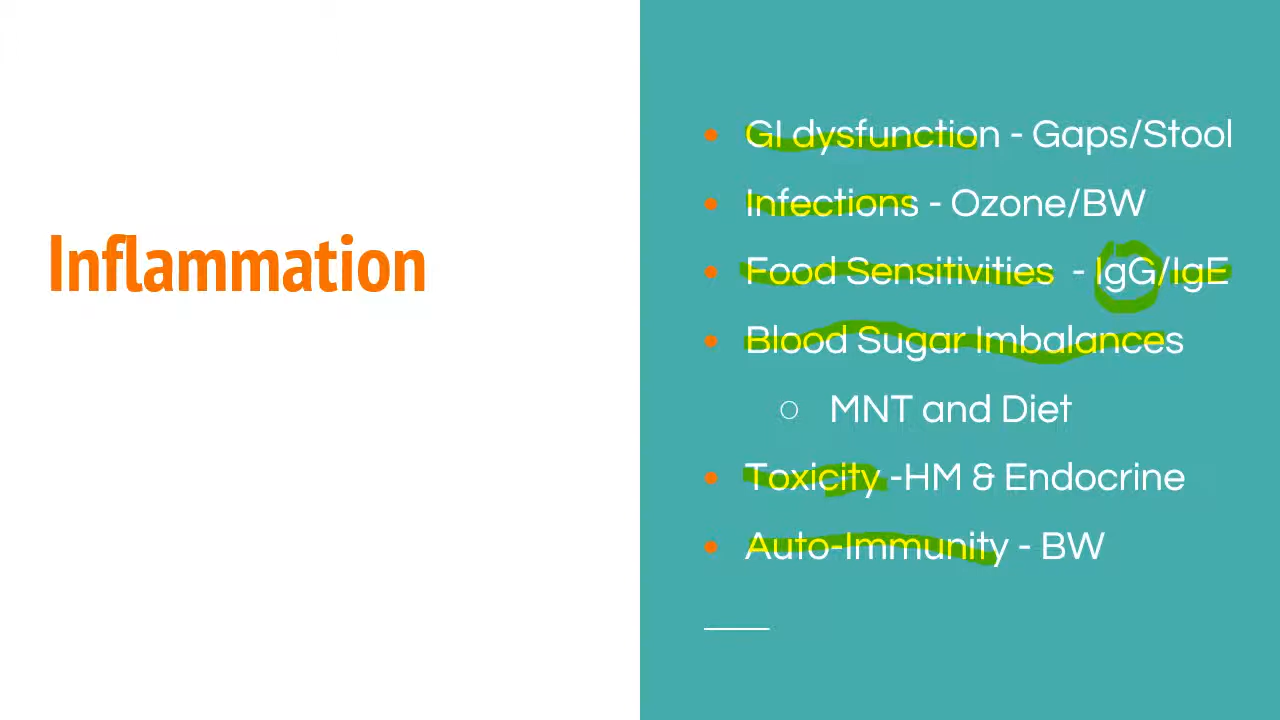 Inflammation
GI dysfunction - Gaps/Stool
Infections - Ozone/BW
Food Sensitivities - IgG/IgE
Blood Sugar Imbalances
MNT and Diet
Toxicity -HM & Endocrine
Auto-Immunity - BW